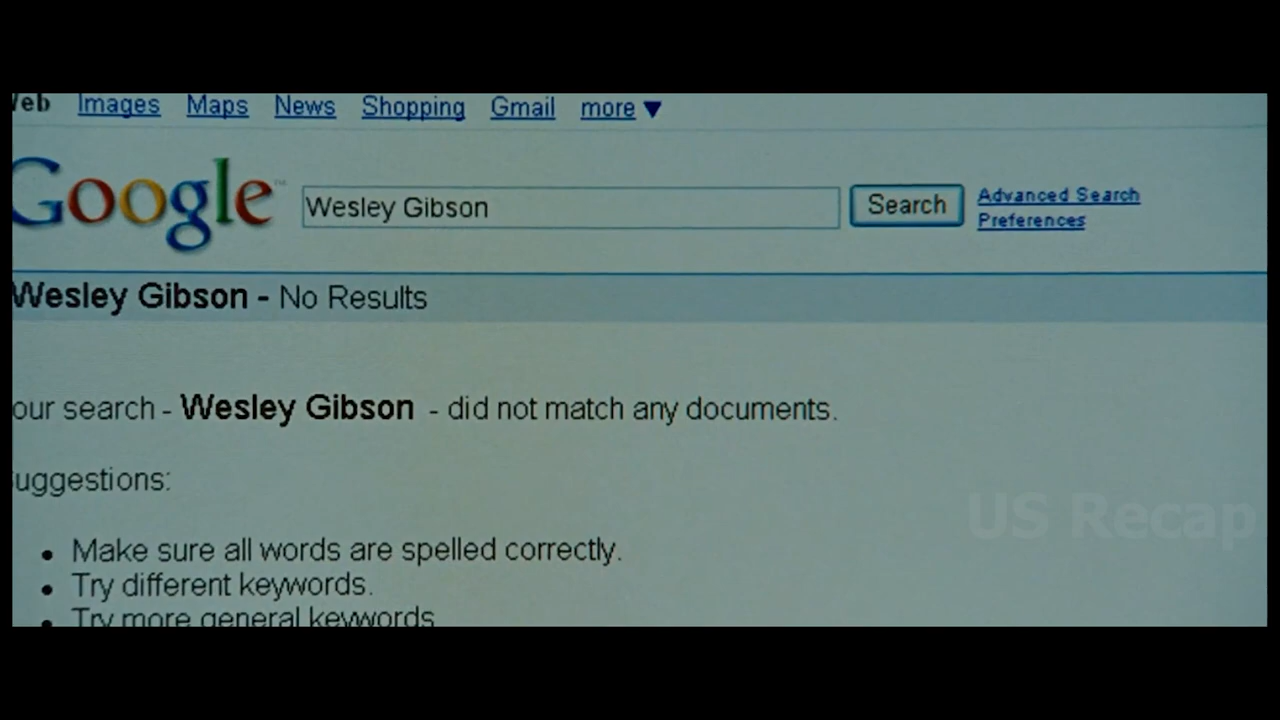 Web Images Maps News Shopping Gmail more ▼
Google™ Wesley Gibson Search Advanced Search
Preferences
Wesley Gibson - No Results
our search - Wesley Gibson - did not match any documents.
uggestions:
• Make sure all words are spelled correctly.
• Try different keywords.
• Try more general keywords
US Recap